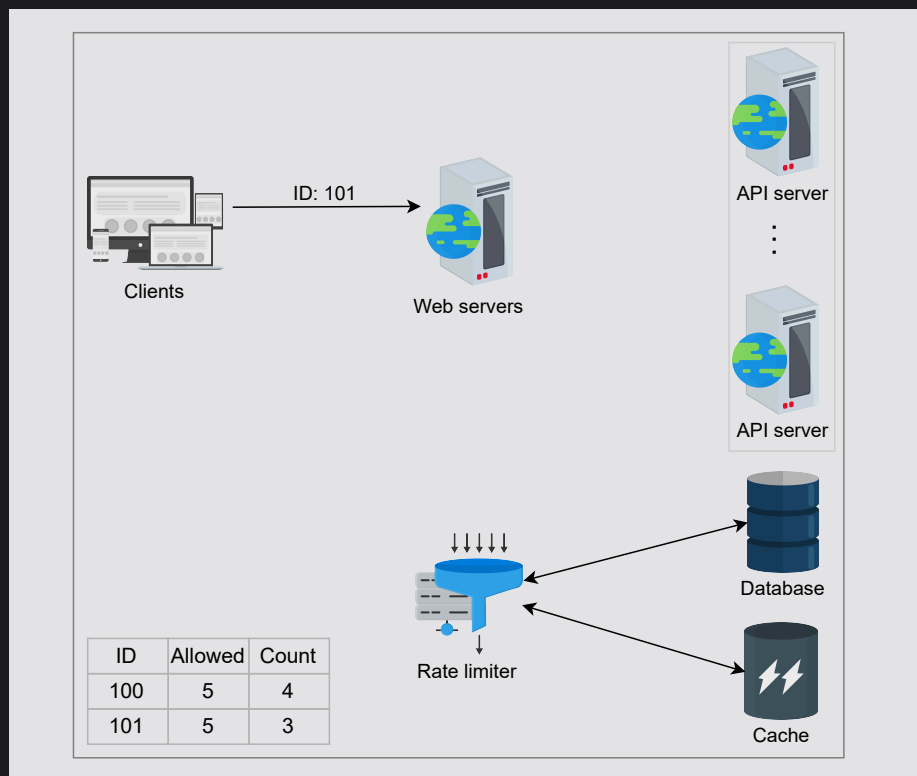 API server
ID: 101
Clients
Web servers
API server
Database
Rate limiter
Cache
ID Allowed Count
100 5 4
101 5 3